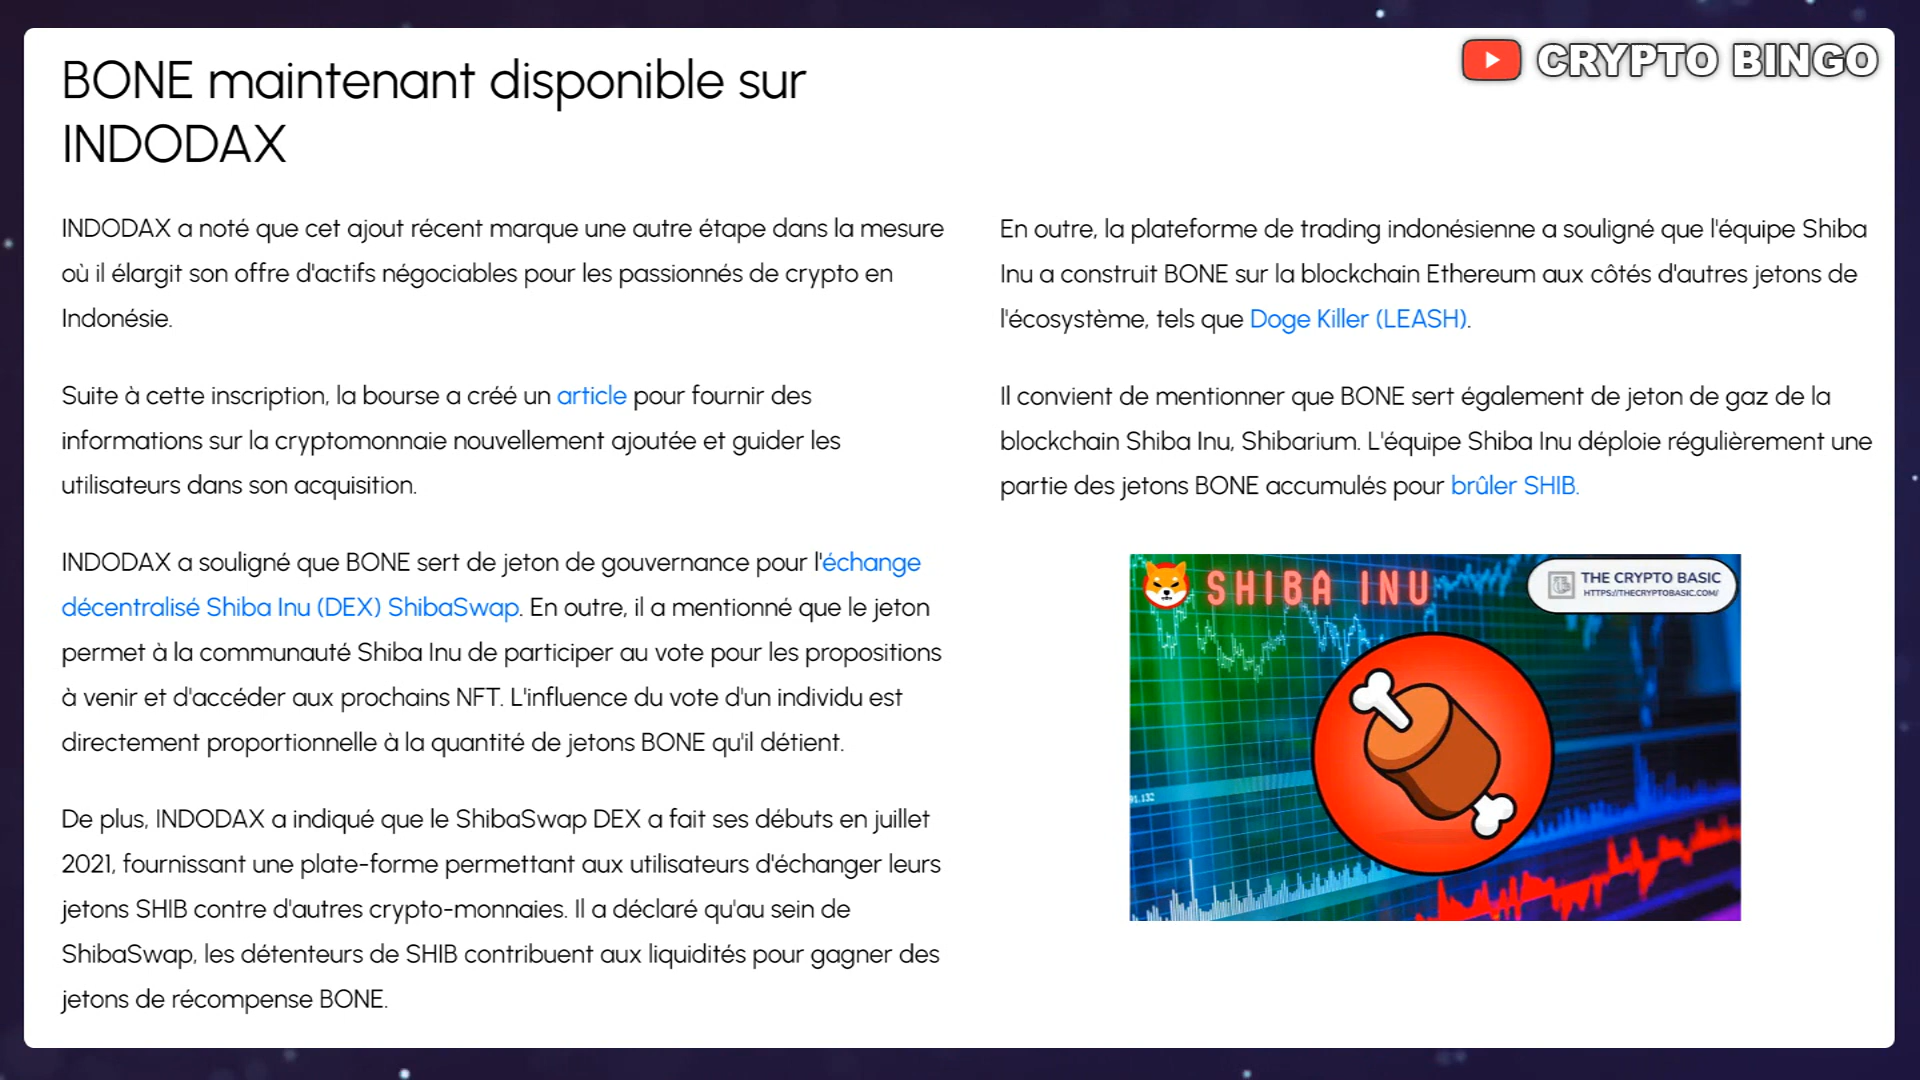 CRYPTO BINGO
BONE maintenant disponible sur
INDODAX
INDODAX a noté que cet ajout récent marque une autre étape dans la mesure
où il élargit son offre d'actifs négociables pour les passionnés de crypto en
Indonésie.
Suite à cette inscription, la bourse a créé un article pour fournir des
informations sur la cryptomonnaie nouvellement ajoutée et guider les
utilisateurs dans son acquisition.
INDODAX a souligné que BONE sert de jeton de gouvernance pour l'échange
décentralisé Shiba Inu (DEX) ShibaSwap. En outre, il a mentionné que le jeton
permet à la communauté Shiba Inu de participer au vote pour les propositions
à venir et d'accéder aux prochains NFT. L'influence du vote d'un individu est
directement proportionnelle à la quantité de jetons BONE qu'il détient.
De plus, INDODAX a indiqué que le ShibaSwap DEX a fait ses débuts en juillet
2021, fournissant une plate-forme permettant aux utilisateurs d'échanger leurs
jetons SHIB contre d'autres crypto-monnaies. Il a déclaré qu'au sein de
ShibaSwap, les détenteurs de SHIB contribuent aux liquidités pour gagner des
jetons de récompense BONE.
En outre, la plateforme de trading indonésienne a souligné que l'équipe Shiba
Inu a construit BONE sur la blockchain Ethereum aux côtés d'autres jetons de
l'écosystème, tels que Doge Killer (LEASH).
Il convient de mentionner que BONE sert également de jeton de gaz de la
blockchain Shiba Inu, Shibarium. L'équipe Shiba Inu déploie régulièrement une
partie des jetons BONE accumulés pour brûler SHIB.
SHIBA INU
THE CRYPTO BASIC
HTTPS://THECRYPTOBASIC.COM/